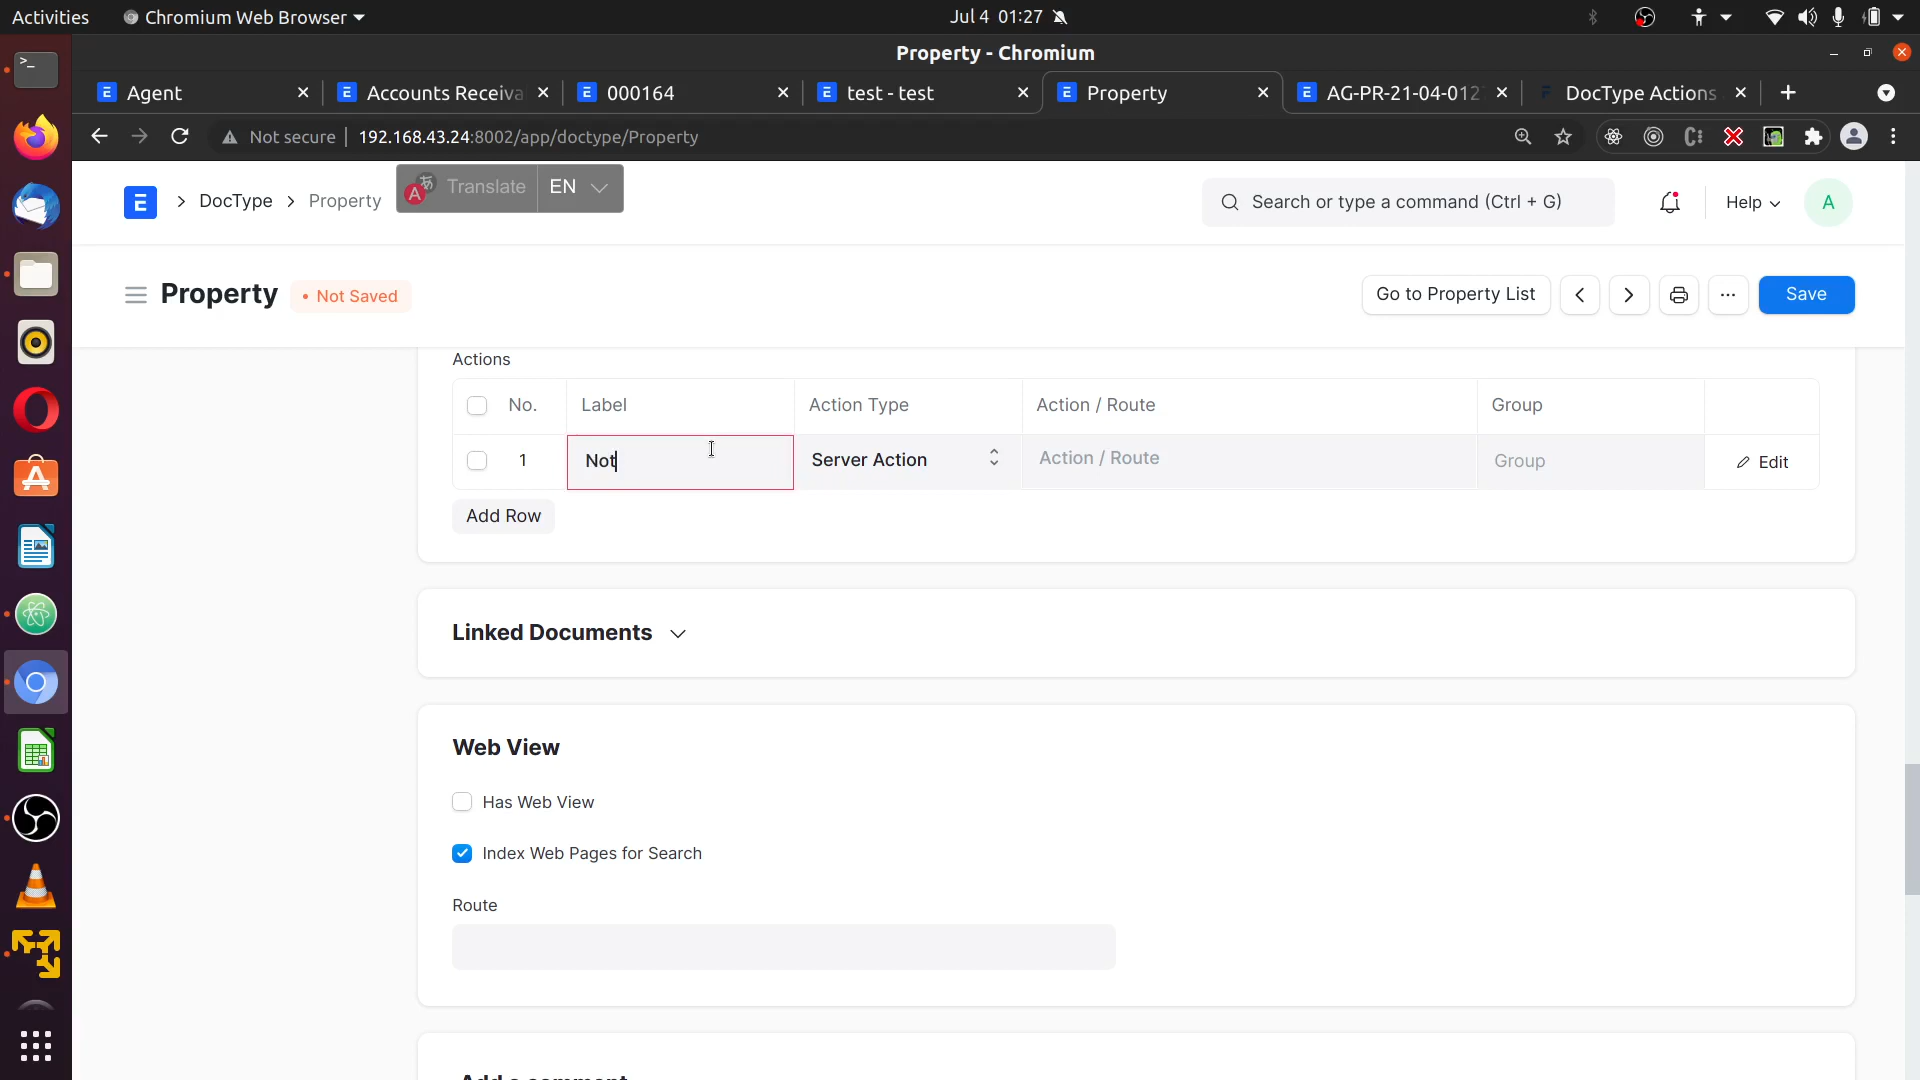 Activities
Chromium Web Browser
Jul 4 01:27
Property - Chromium
Agent
Accounts Receiva
000164
test - test
Property
AG-PR-21-04-012
DocType Actions
Not secure
192.168.43.24:8002/app/doctype/Property
DocType
Property
Translate
EN
Search or type a command (Ctrl + G)
Help
A
Property
Not Saved
Go to Property List
Save
Actions
No.
Label
Action Type
Action / Route
Group
1
Not
Server Action
Action / Route
Group
Edit
Add Row
Linked Documents
Web View
Has Web View
Index Web Pages for Search
Route
Add a comment